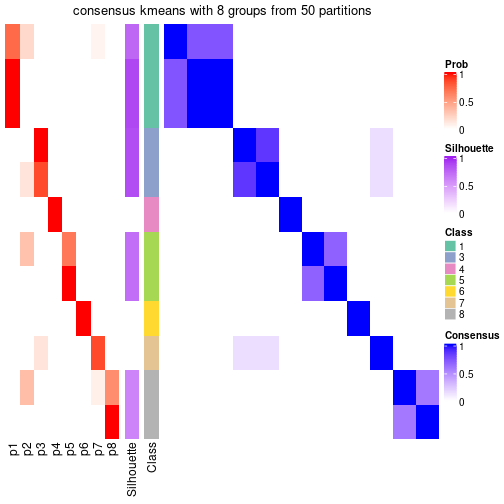 consensus kmeans with 8 groups from 50 partitions
Prob
1
0.5
0
Silhouette
1
0.5
0
Class
1
3
4
5
6
7
8
Consensus
1
0.5
0
p1
p2
p3
p4
p5
p6
p7
p8
Silhouette
Class